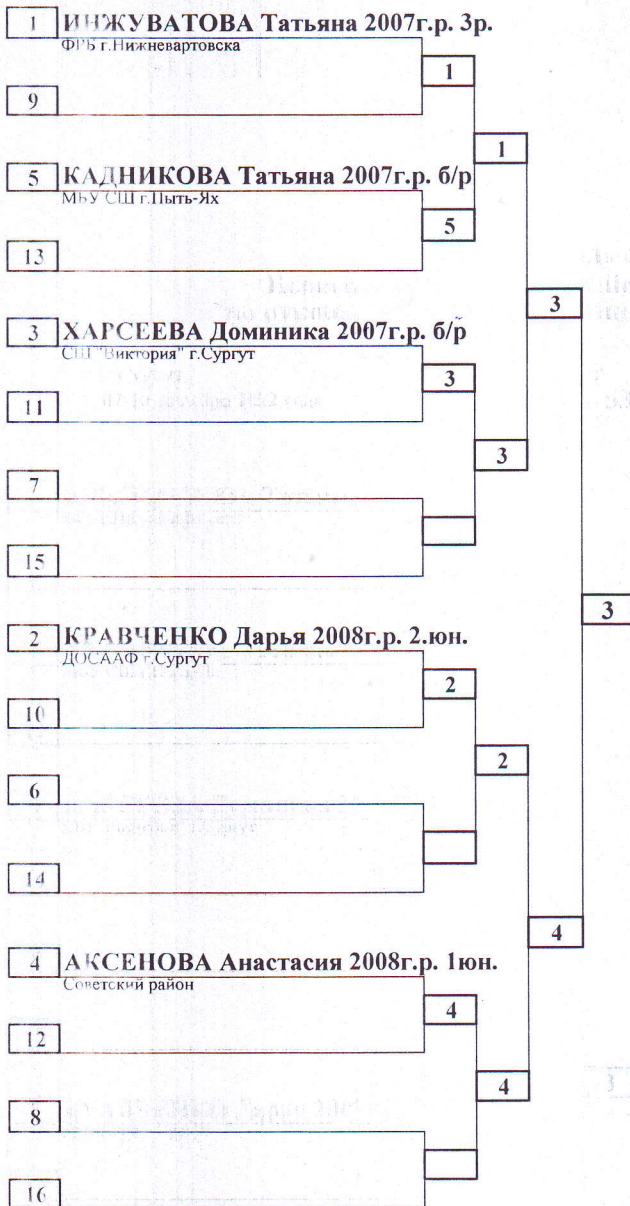 1 ИНЖУВАТОВА Татьяна 2007г.р. 3р.
ФРБ г.Нижневартовска
1
9
1
5 КАДНИКОВА Татьяна 2007г.р. б/р
МБУ СШ г.Пыть-Ях
5
13
3
3 ХАРСЕЕВА Доминика 2007г.р. б/р
СШ "Виктория" г.Сургут
3
11
3
7
15
3
2 КРАВЧЕНКО Дарья 2008г.р. 2.юн.
ДОСААФ г.Сургут
2
10
2
6
14
4
4 АКСЕНОВА Анастасия 2008г.р. 1юн.
Советский район
4
12
4
8
16